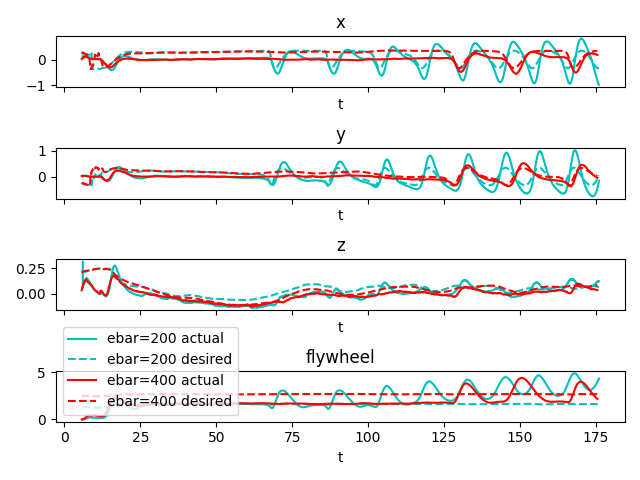 x
0
−1
t
y
1
0
t
z
0.25
0.00
t
flywheel
ebar=200 actual
ebar=200 desired
ebar=400 actual
ebar=400 desired
5
0
0 25 50 75 100 125 150 175
t